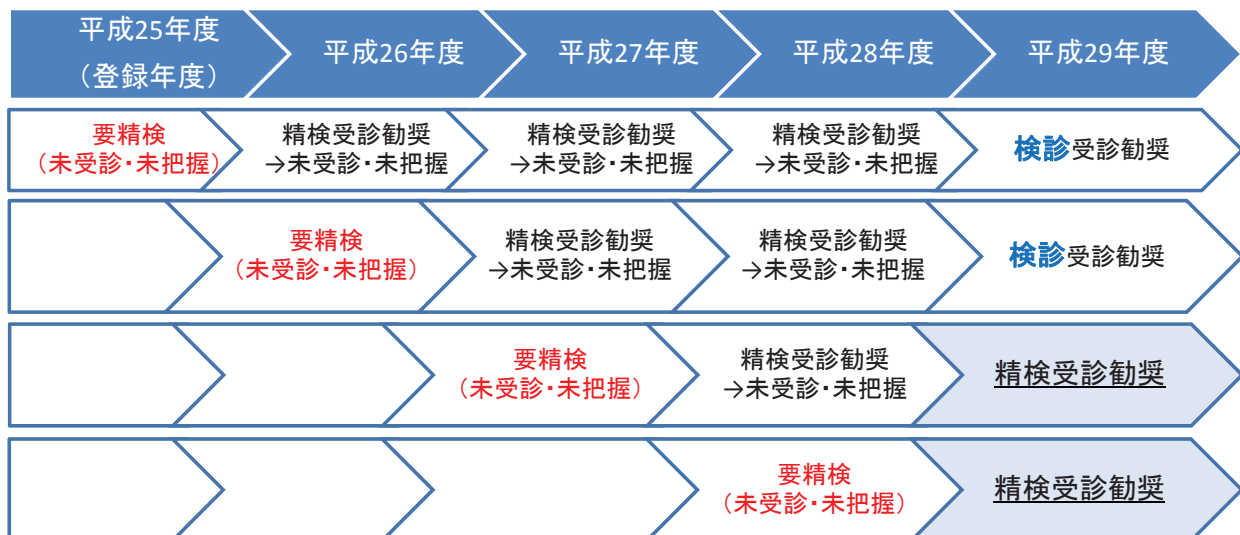 平成25年度
（登録年度）
平成26年度
平成27年度
平成28年度
平成29年度
要精検
（未受診・未把握）
精検受診勧奨
→未受診・未把握
精検受診勧奨
→未受診・未把握
精検受診勧奨
→未受診・未把握
検診受診勧奨
要精検
（未受診・未把握）
精検受診勧奨
→未受診・未把握
精検受診勧奨
→未受診・未把握
検診受診勧奨
要精検
（未受診・未把握）
精検受診勧奨
→未受診・未把握
精検受診勧奨
要精検
（未受診・未把握）
精検受診勧奨